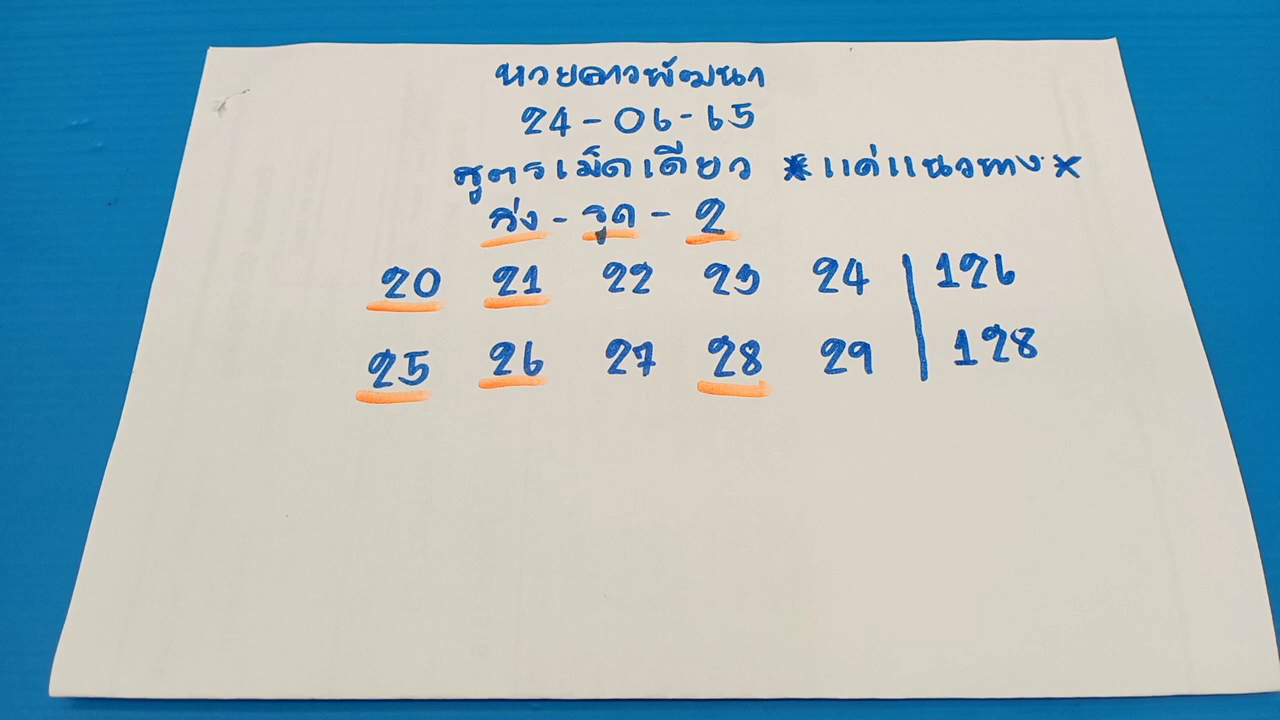 หวยลาวพัฒนา
24-06-65
สูตรเม็ดเดียว *แค่แนวทาง*
วิ่ง - รูด - 2
20 21 22 23 24 | 126
25 26 27 28 29 | 128